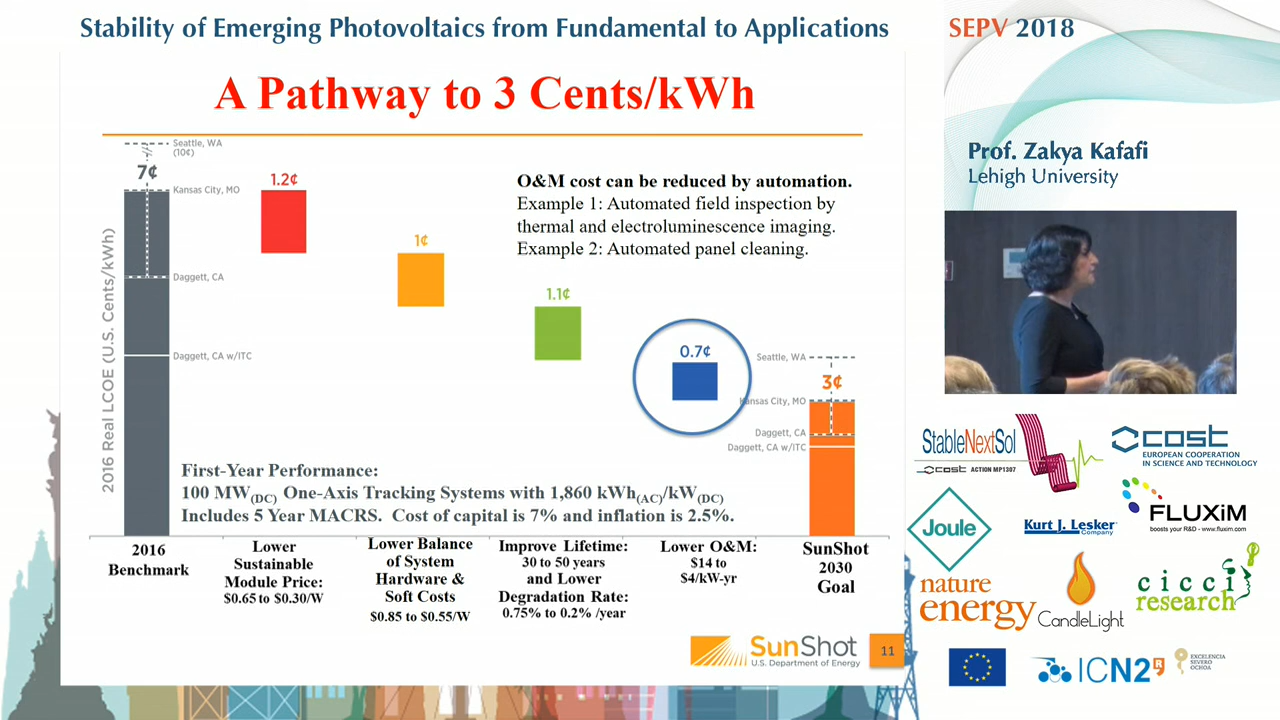 Stability of Emerging Photovoltaics from Fundamental to Applications
SEPV 2018
A Pathway to 3 Cents/kWh
Seattle, WA
(10¢)
7¢
Kansas City, MO
Daggett, CA
Daggett, CA w/ITC
2016 Real LCOE (U.S. Cents/kWh)
1.2¢
1¢
1.1¢
0.7¢
O&M cost can be reduced by automation.
Example 1: Automated field inspection by
thermal and electroluminescence imaging.
Example 2: Automated panel cleaning.
Seattle, WA
3¢
Kansas City, MO
Daggett, CA
Daggett, CA w/ITC
First-Year Performance:
100 MW(DC) One-Axis Tracking Systems with 1,860 kWh(AC)/kW(DC)
Includes 5 Year MACRS. Cost of capital is 7% and inflation is 2.5%.
2016
Benchmark
Lower
Sustainable
Module Price:
$0.65 to $0.30/W
Lower Balance
of System
Hardware &
Soft Costs
$0.85 to $0.55/W
Improve Lifetime:
30 to 50 years
and Lower
Degradation Rate:
0.75% to 0.2% /year
Lower O&M:
$14 to
$4/kW-yr
SunShot
2030
Goal
SunShot
U.S. Department of Energy
11
Prof. Zakya Kafafi
Lehigh University
StableNextSol
cost ACTION MP1307
cost
EUROPEAN COOPERATION
IN SCIENCE AND TECHNOLOGY
Joule
Kurt J. Lesker
Company
FLUXiM
boosts your R&D - www.fluxim.com
nature
energy
CandleLight
cicci
research
ICN2
EXCELENCIA
SEVERO
OCHOA